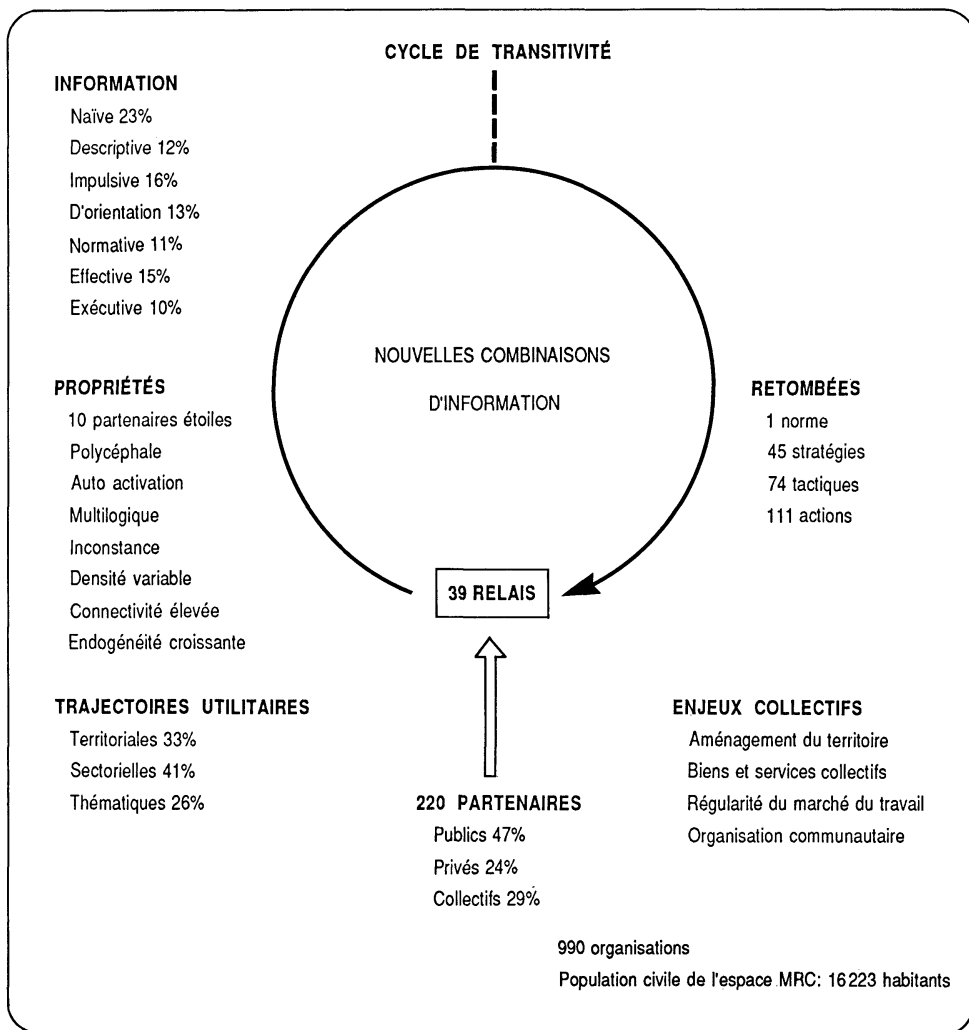 CYCLE DE TRANSITIVITÉ
INFORMATION
Naïve 23%
Descriptive 12%
Impulsive 16%
D'orientation 13%
Normative 11%
Effective 15%
Exécutive 10%
NOUVELLES COMBINAISONS
D'INFORMATION
PROPRIÉTÉS
10 partenaires étoiles
Polycéphale
Auto activation
Multilogique
Inconstance
Densité variable
Connectivité élevée
Endogénéité croissante
RETOMBÉES
1 norme
45 stratégies
74 tactiques
111 actions
39 RELAIS
TRAJECTOIRES UTILITAIRES
Territoriales 33%
Sectorielles 41%
Thématiques 26%
220 PARTENAIRES
Publics 47%
Privés 24%
Collectifs 29%
ENJEUX COLLECTIFS
Aménagement du territoire
Biens et services collectifs
Régularité du marché du travail
Organisation communautaire
990 organisations
Population civile de l'espace MRC: 16 223 habitants